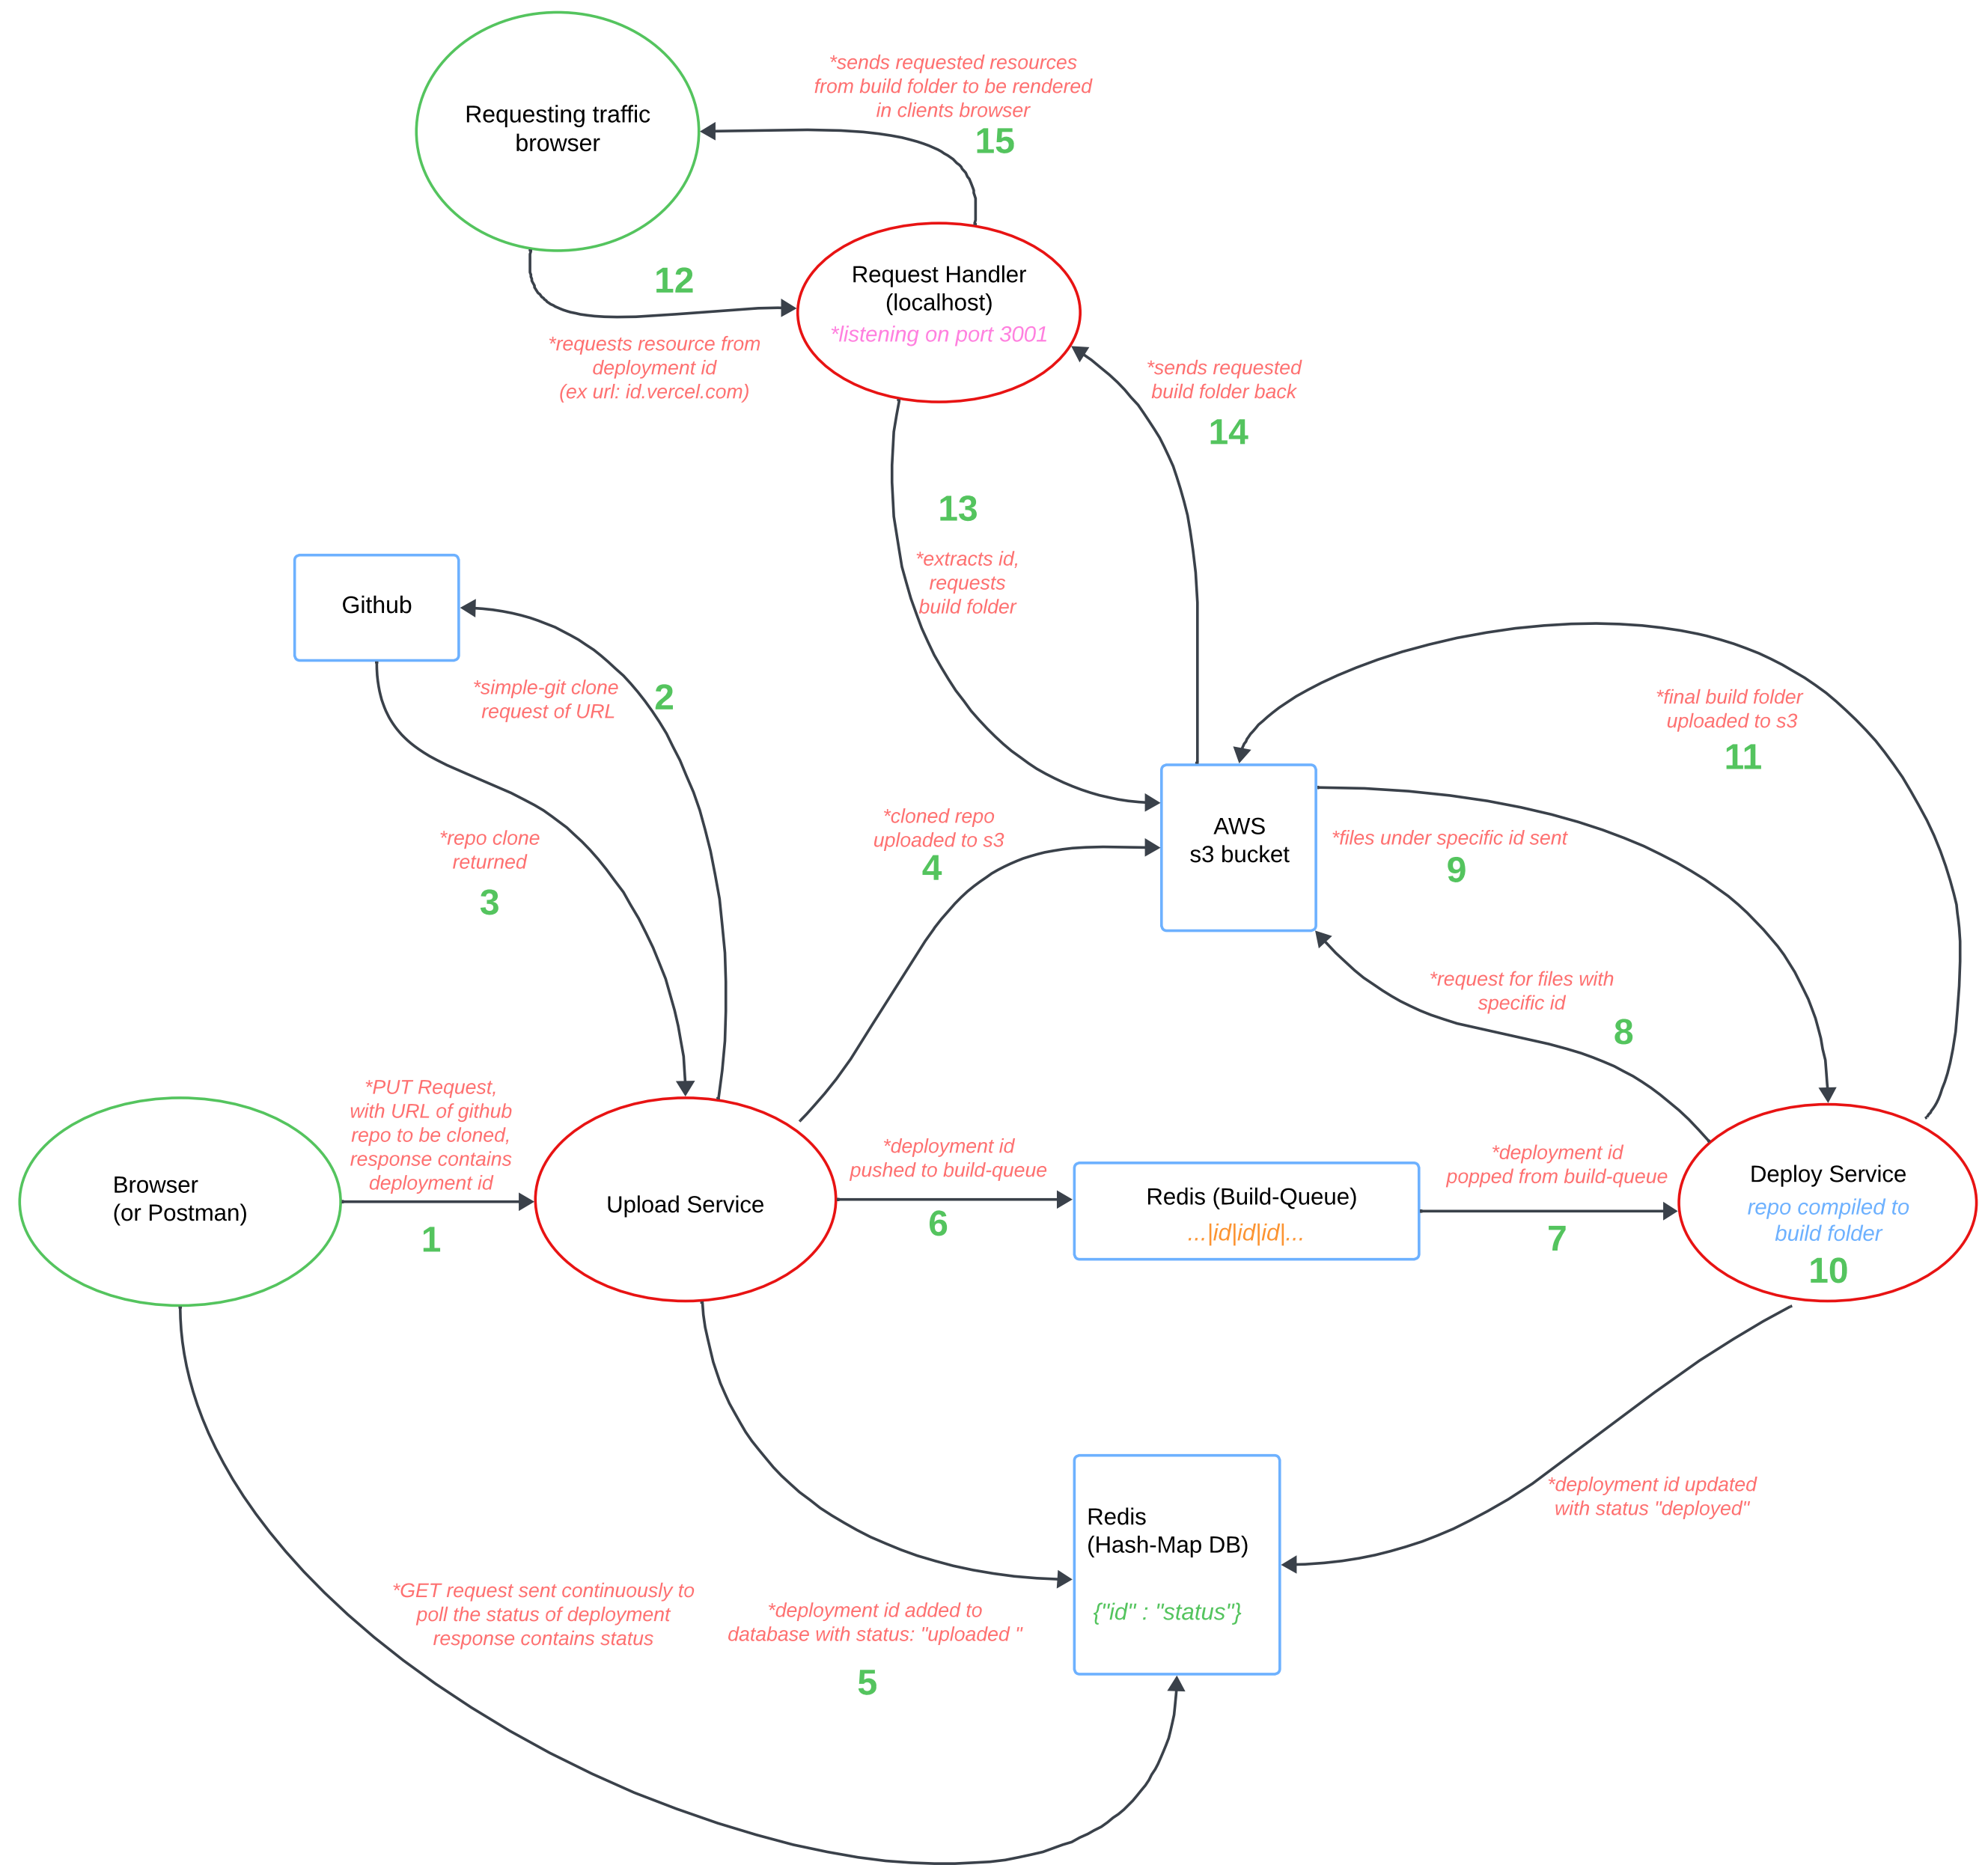 *sends requested resources
from build folder to be rendered
in clients browser
15
Requesting traffic
browser
12
*requests resource from
deployment id
(ex url: id.vercel.com)
Request Handler
(localhost)
*listening on port 3001
*sends requested
build folder back
14
13
*extracts id,
requests
build folder
Github
*simple-git clone
request of URL
2
*repo clone
returned
3
*cloned repo
uploaded to s3
4
AWS
s3 bucket
*final build folder
uploaded to s3
11
*files under specific id sent
9
*request for files with
specific id
8
*PUT Request,
with URL of github
repo to be cloned,
response contains
deployment id
1
Browser
(or Postman)
Upload Service
*deployment id
pushed to build-queue
6
Redis (Build-Queue)
...|id|id|id|...
*deployment id
popped from build-queue
7
Deploy Service
repo compiled to
build folder
10
*deployment id updated
with status "deployed"
Redis
(Hash-Map DB)
{"id" : "status"}
*GET request sent continuously to
poll the status of deployment
response contains status
*deployment id added to
database with status: "uploaded "
5